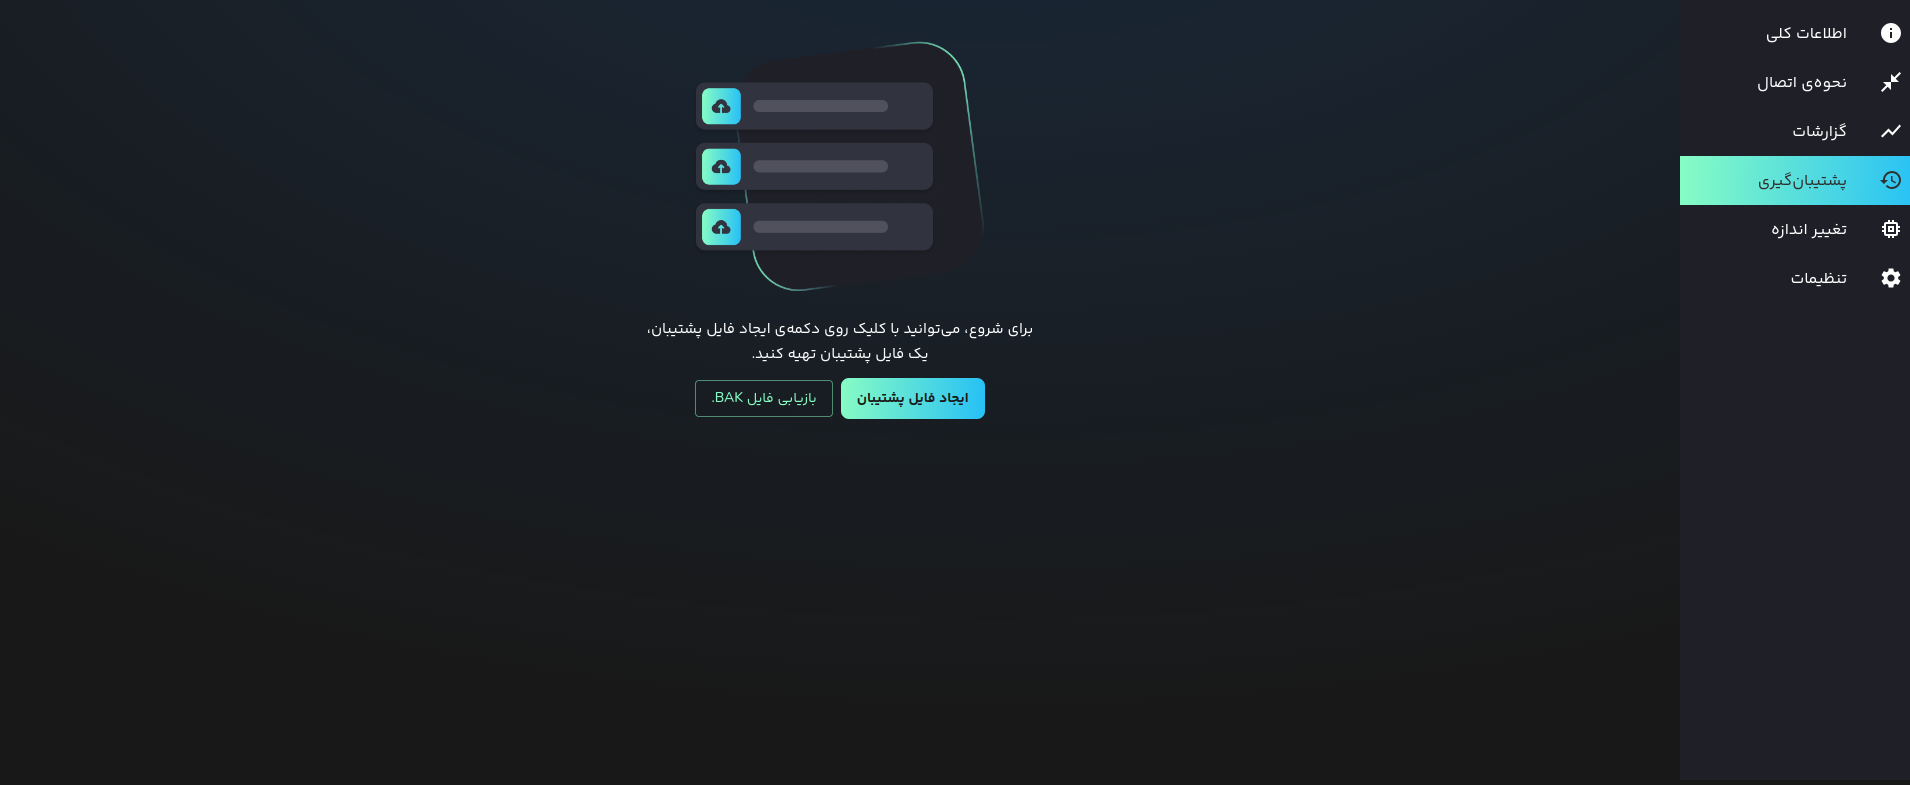 اطلاعات کلی
نحوه‌ی اتصال
گزارشات
پشتیبان‌گیری
تغییر اندازه
تنظیمات
برای شروع، می‌توانید با کلیک روی دکمه‌ی ایجاد فایل پشتیبان،
یک فایل پشتیبان تهیه کنید.
ایجاد فایل پشتیبان
بازیابی فایل BAK.